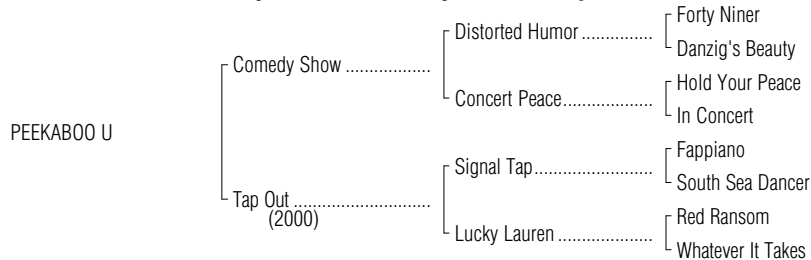 Forty Niner
Distorted Humor ...............
Danzig's Beauty
Comedy Show ..................
Hold Your Peace
Concert Peace...................
In Concert
PEEKABOO U
Fappiano
Signal Tap.........................
South Sea Dancer
Tap Out .............................
(2000)
Red Ransom
Lucky Lauren ....................
Whatever It Takes